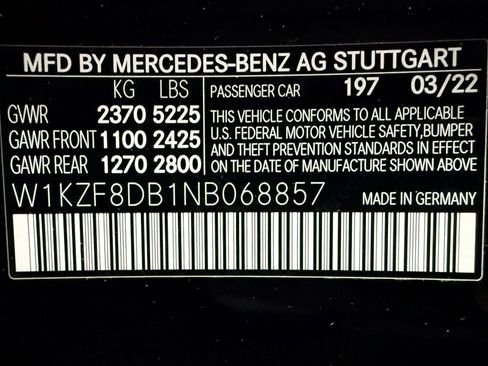 MFD BY MERCEDES-BENZ AG STUTTGART
KG LBS PASSENGER CAR 197 03/22
GVWR 2370 5225
GAWR FRONT 1100 2425
GAWR REAR 1270 2800
THIS VEHICLE CONFORMS TO ALL APPLICABLE
U.S. FEDERAL MOTOR VEHICLE SAFETY, BUMPER
AND THEFT PREVENTION STANDARDS IN EFFECT
ON THE DATE OF MANUFACTURE SHOWN ABOVE.
W1KZF8DB1NB068857 MADE IN GERMANY